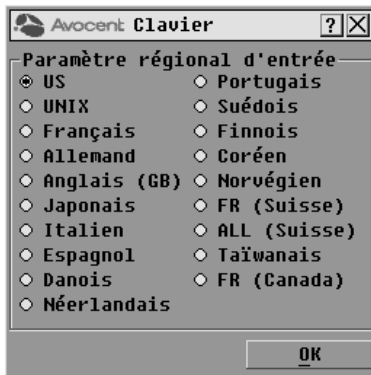 Avocent Clavier
?
X
Paramètre régional d'entrée
US
UNIX
Français
Allemand
Anglais (GB)
Japonais
Italien
Espagnol
Danois
Néerlandais
Portugais
Suédois
Finnois
Coréen
Norvégien
FR (Suisse)
ALL (Suisse)
Taïwanais
FR (Canada)
OK